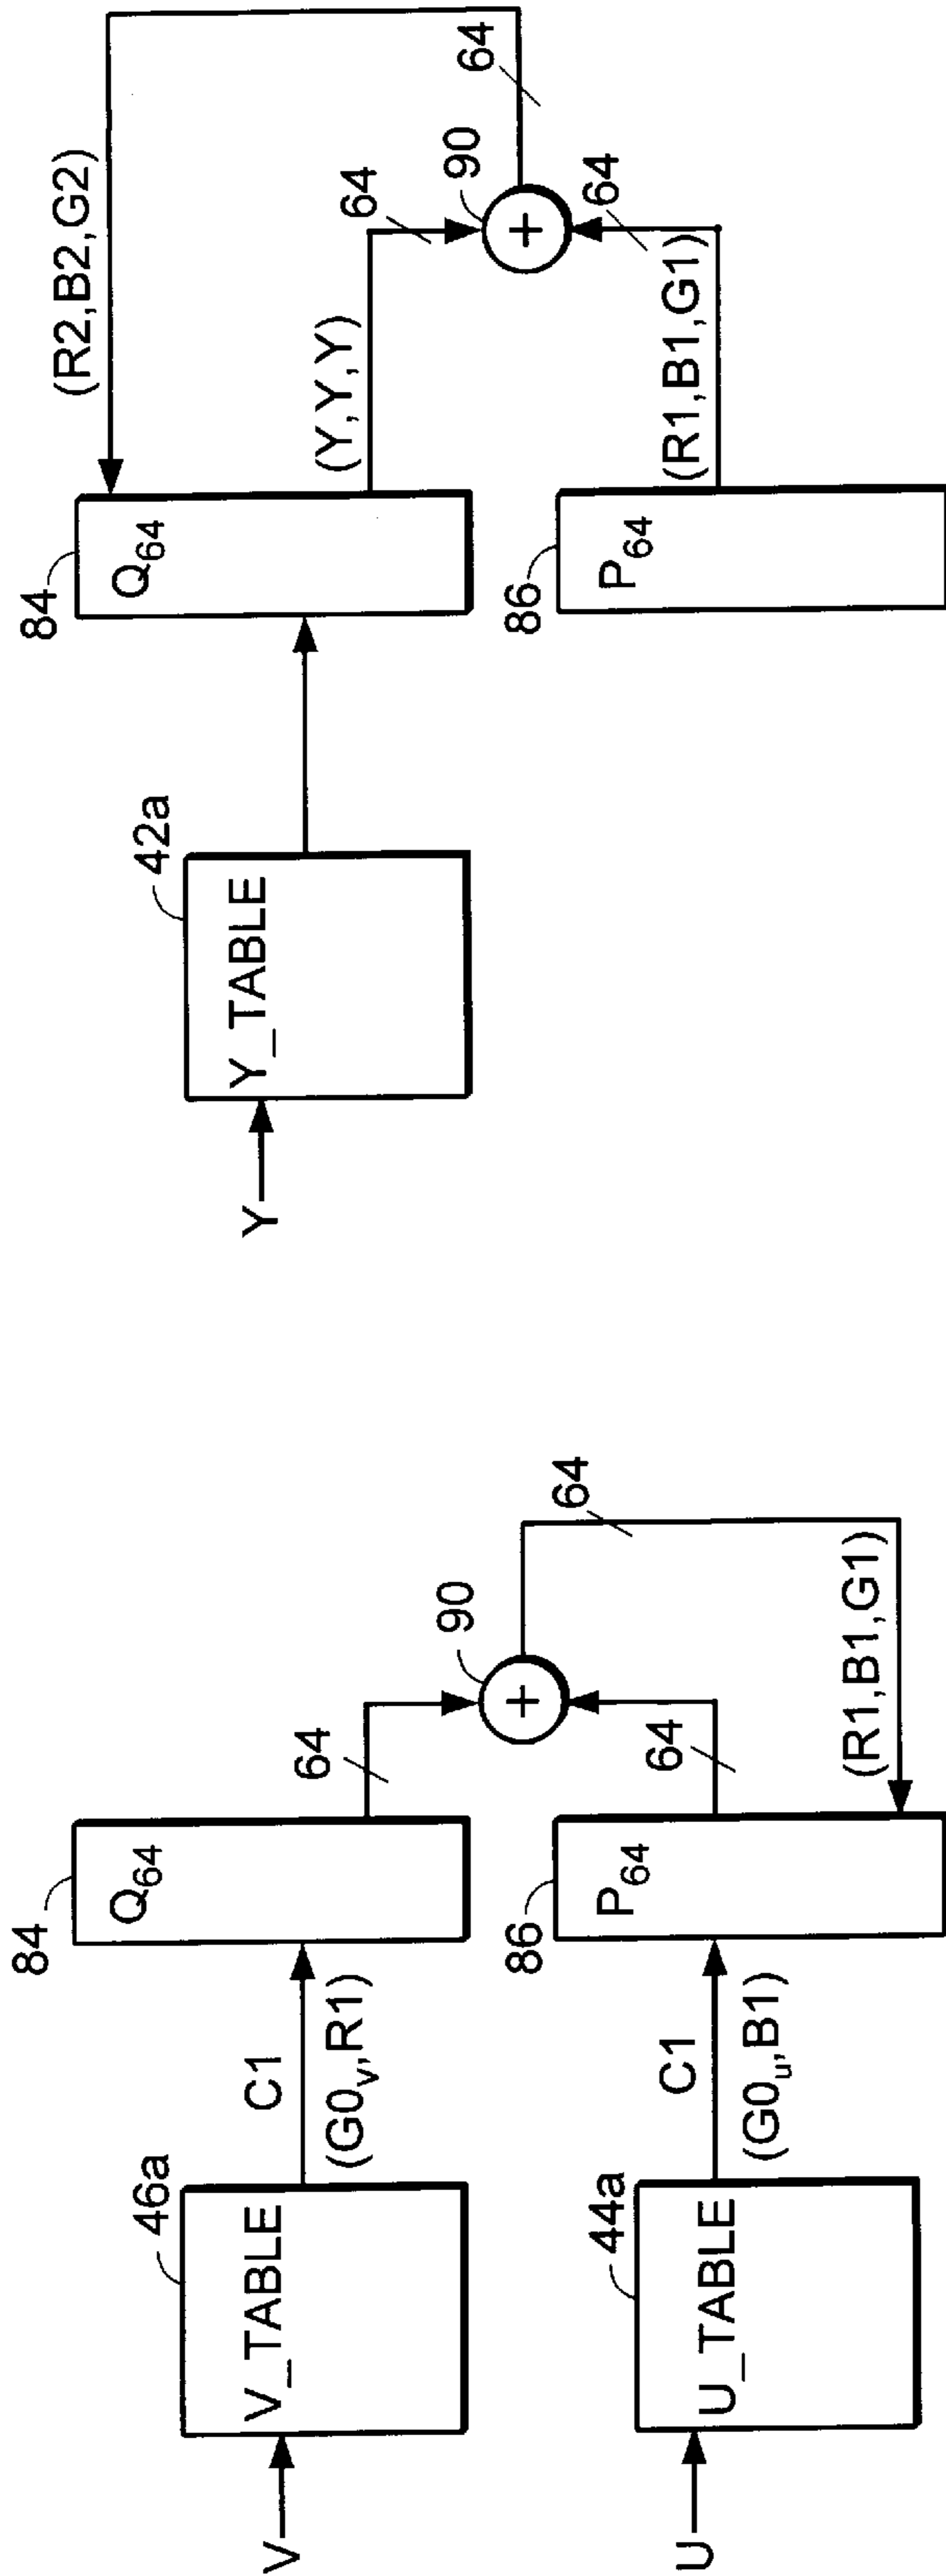 V
V_TABLE
46a
C1
(G0v,R1)
84
Q64
64
90
+
64
U
U_TABLE
44a
C1
(G0u,B1)
86
P64
64
(R1,B1,G1)
Y
Y_TABLE
42a
84
Q64
(R2,B2,G2)
(Y,Y,Y)
64
90
+
64
86
P64
(R1,B1,G1)
64